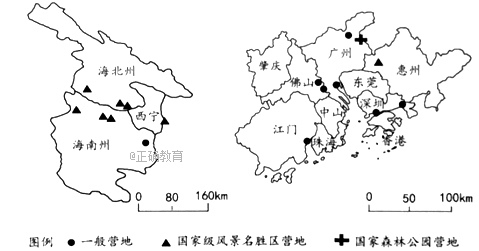 海北州
西宁
海南州
@正确教育
0 80 160km
广州
肇庆
惠州
佛山
东莞
中山
深圳
江门
珠海
香港
0 50 100km
图例 一般营地 国家级风景名胜区营地 国家森林公园营地